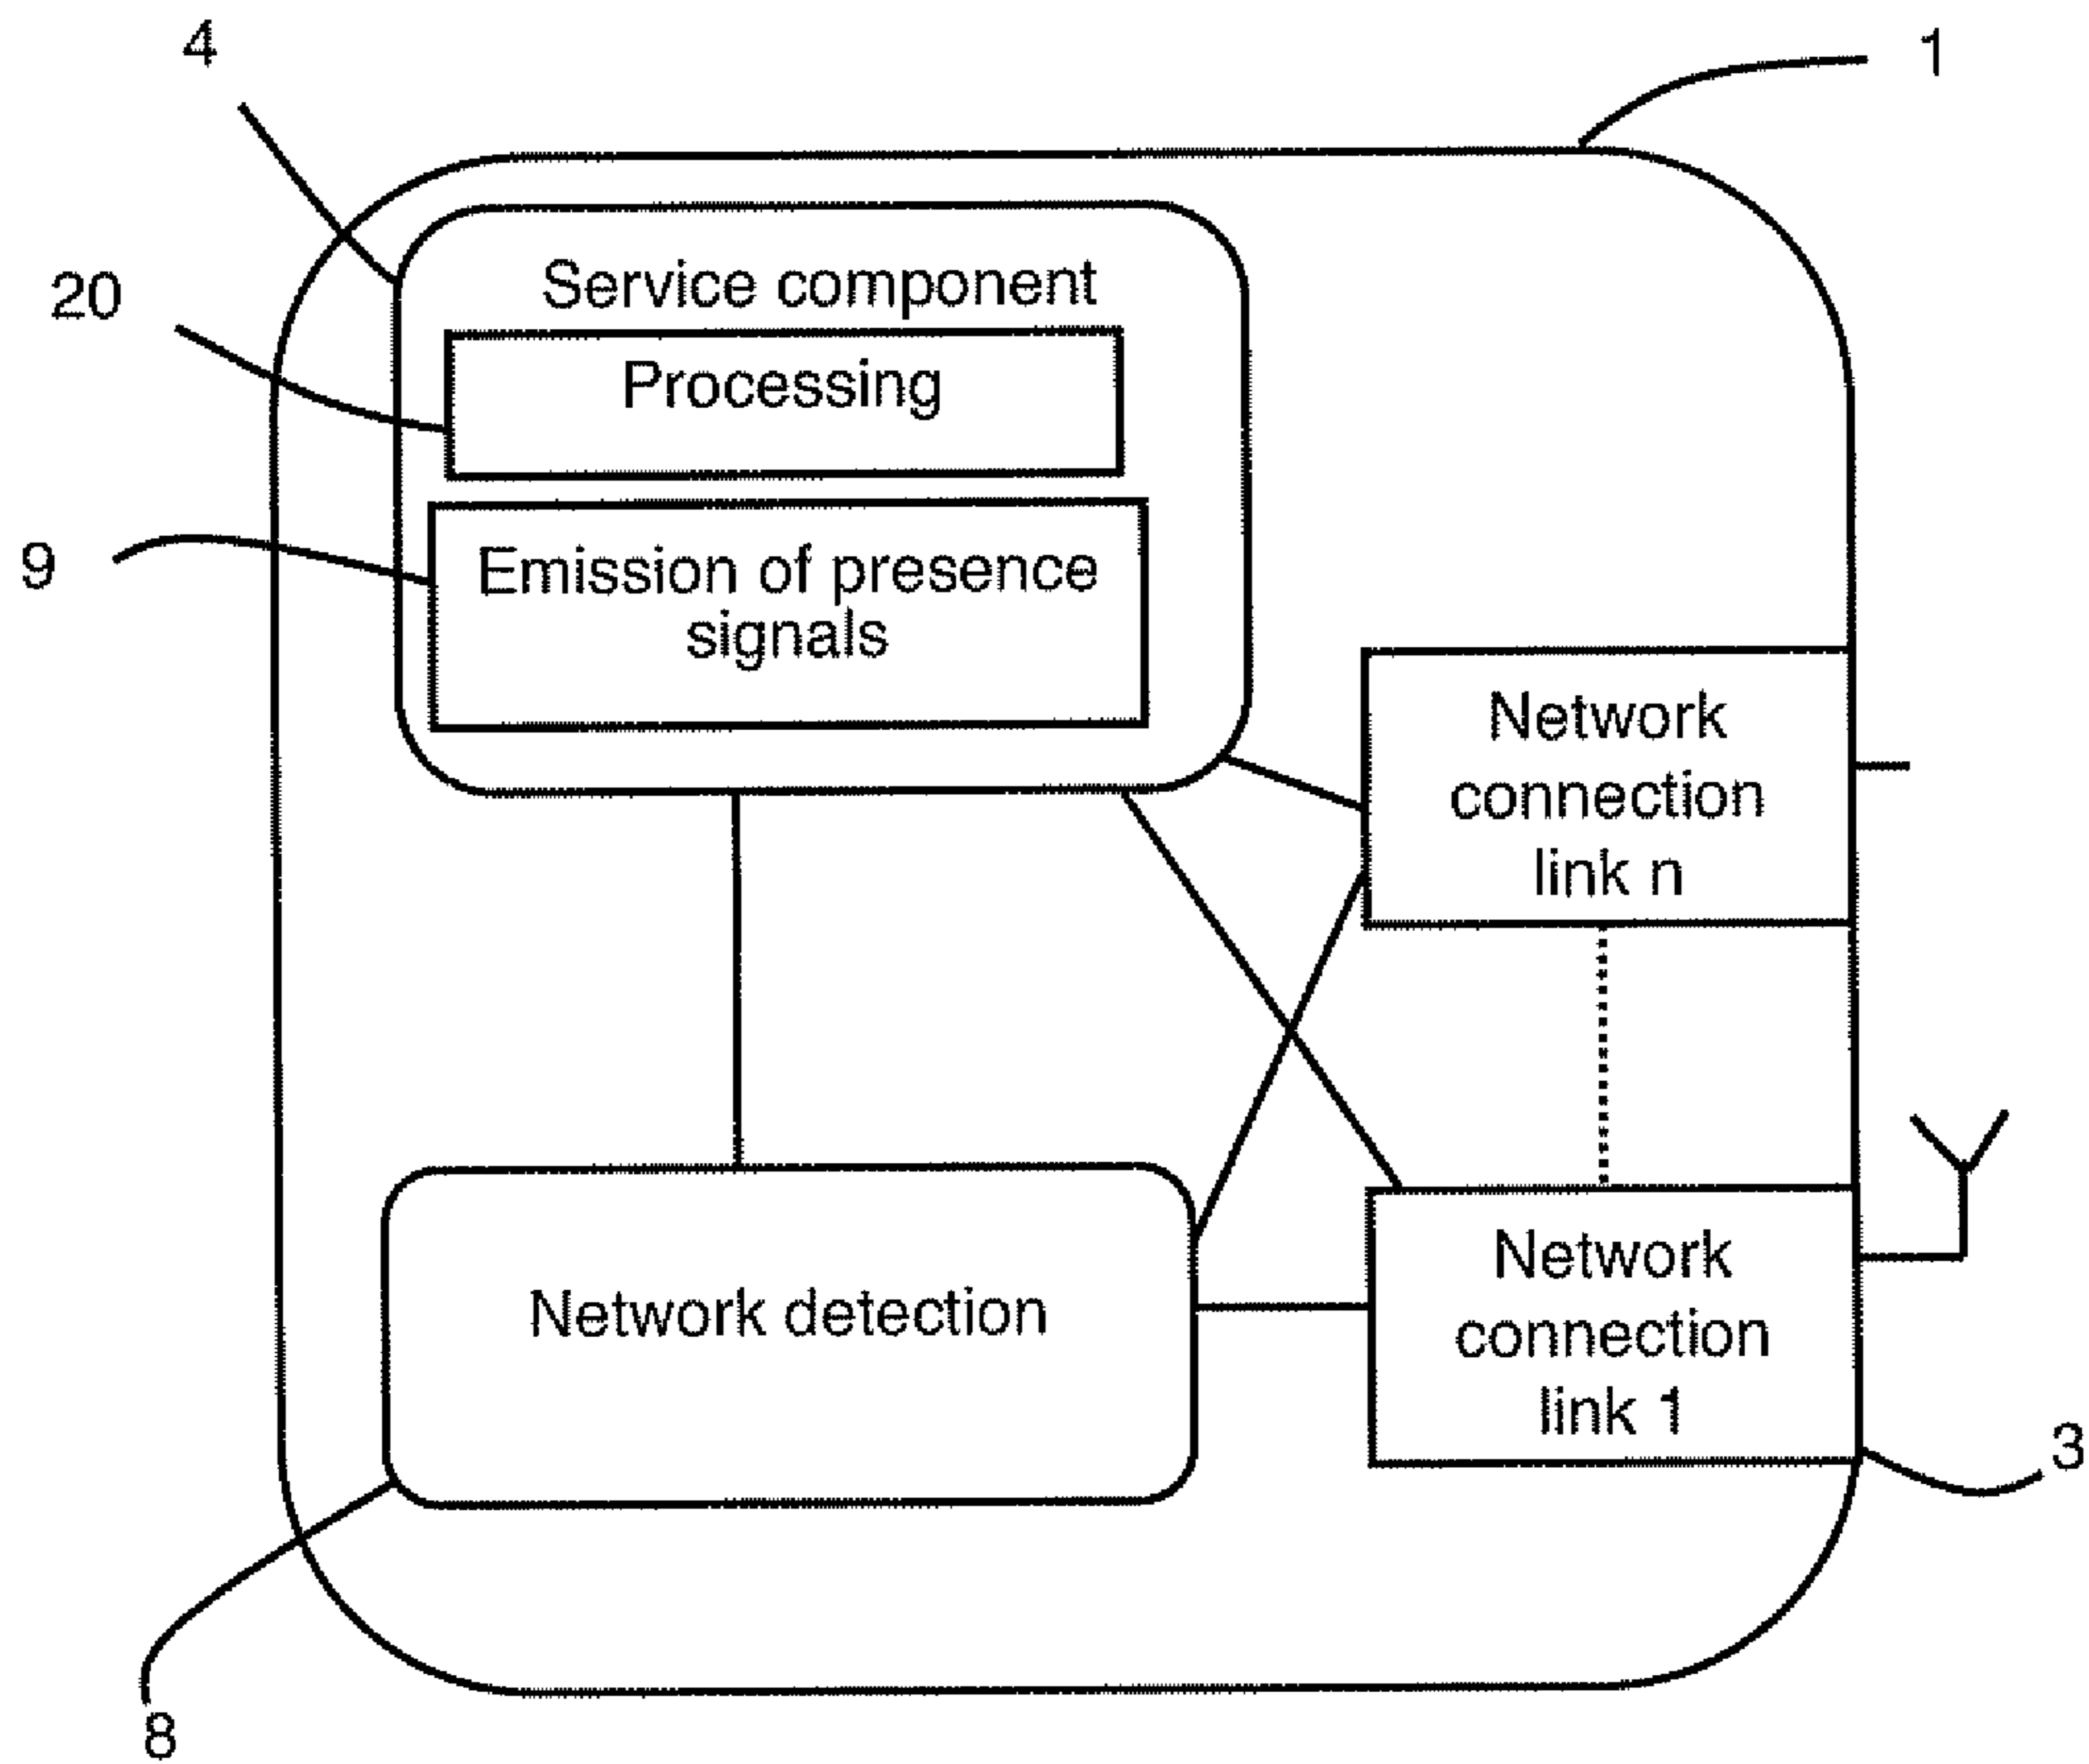 4
1
Service component
20
Processing
9
Emission of presence
signals
Network
connection
link n
Network detection
Network
connection
link 1
3
8